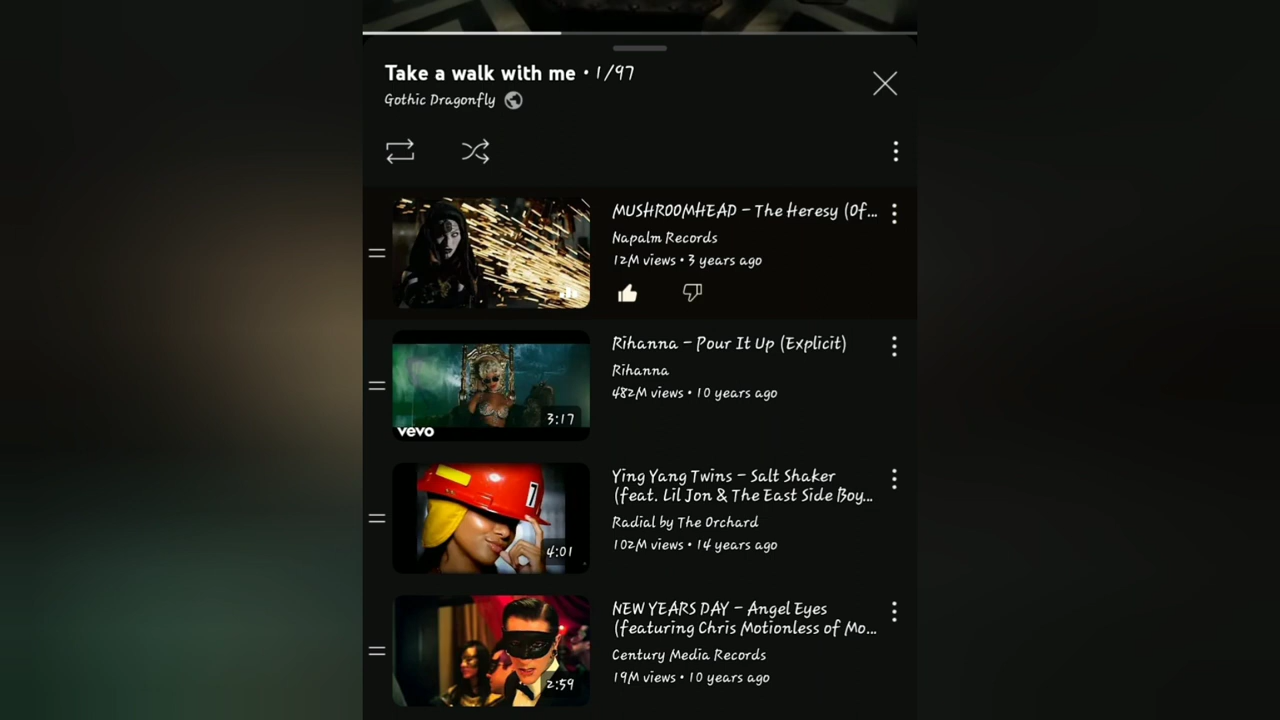 Take a walk with me • 1/97
Gothic Dragonfly
MUSHROOMHEAD - The Heresy (Of...
Napalm Records
12M views • 3 years ago
Rihanna - Pour It Up (Explicit)
Rihanna
482M views • 10 years ago
3:17
vevo
Ying Yang Twins - Salt Shaker
(feat. Lil Jon & The East Side Boy...
Radial by The Orchard
102M views • 14 years ago
1
4:01
NEW YEARS DAY - Angel Eyes
(featuring Chris Motionless of Mo...
Century Media Records
19M views • 10 years ago
2:59